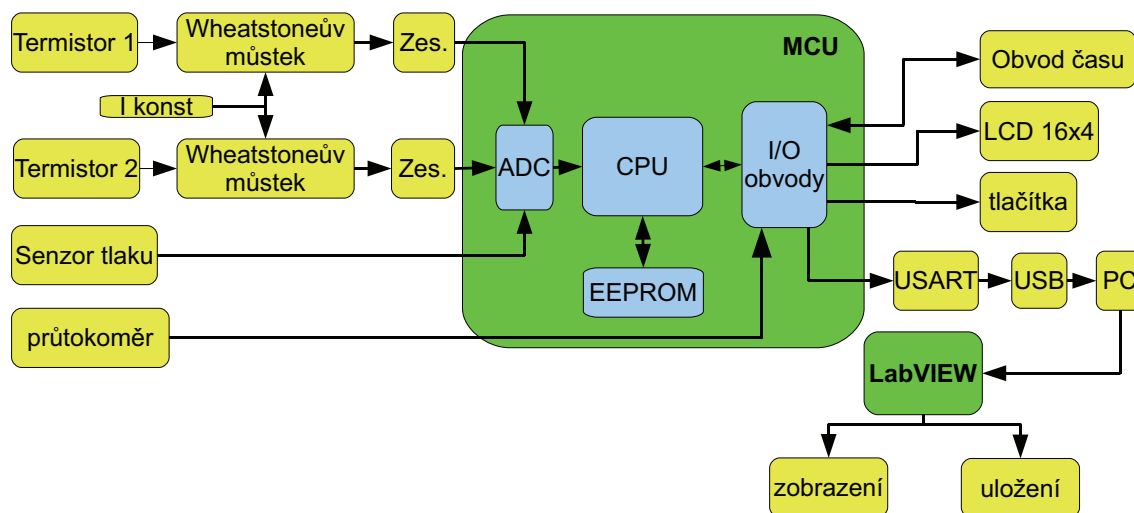 Termistor 1
Wheatstoneův
můstek
Zes.
MCU
Obvod času
I konst
LCD 16x4
Termistor 2
Wheatstoneův
můstek
Zes.
ADC
CPU
I/O
obvody
tlačítka
Senzor tlaku
EEPROM
USART
USB
PC
průtokoměr
LabVIEW
zobrazení
uložení